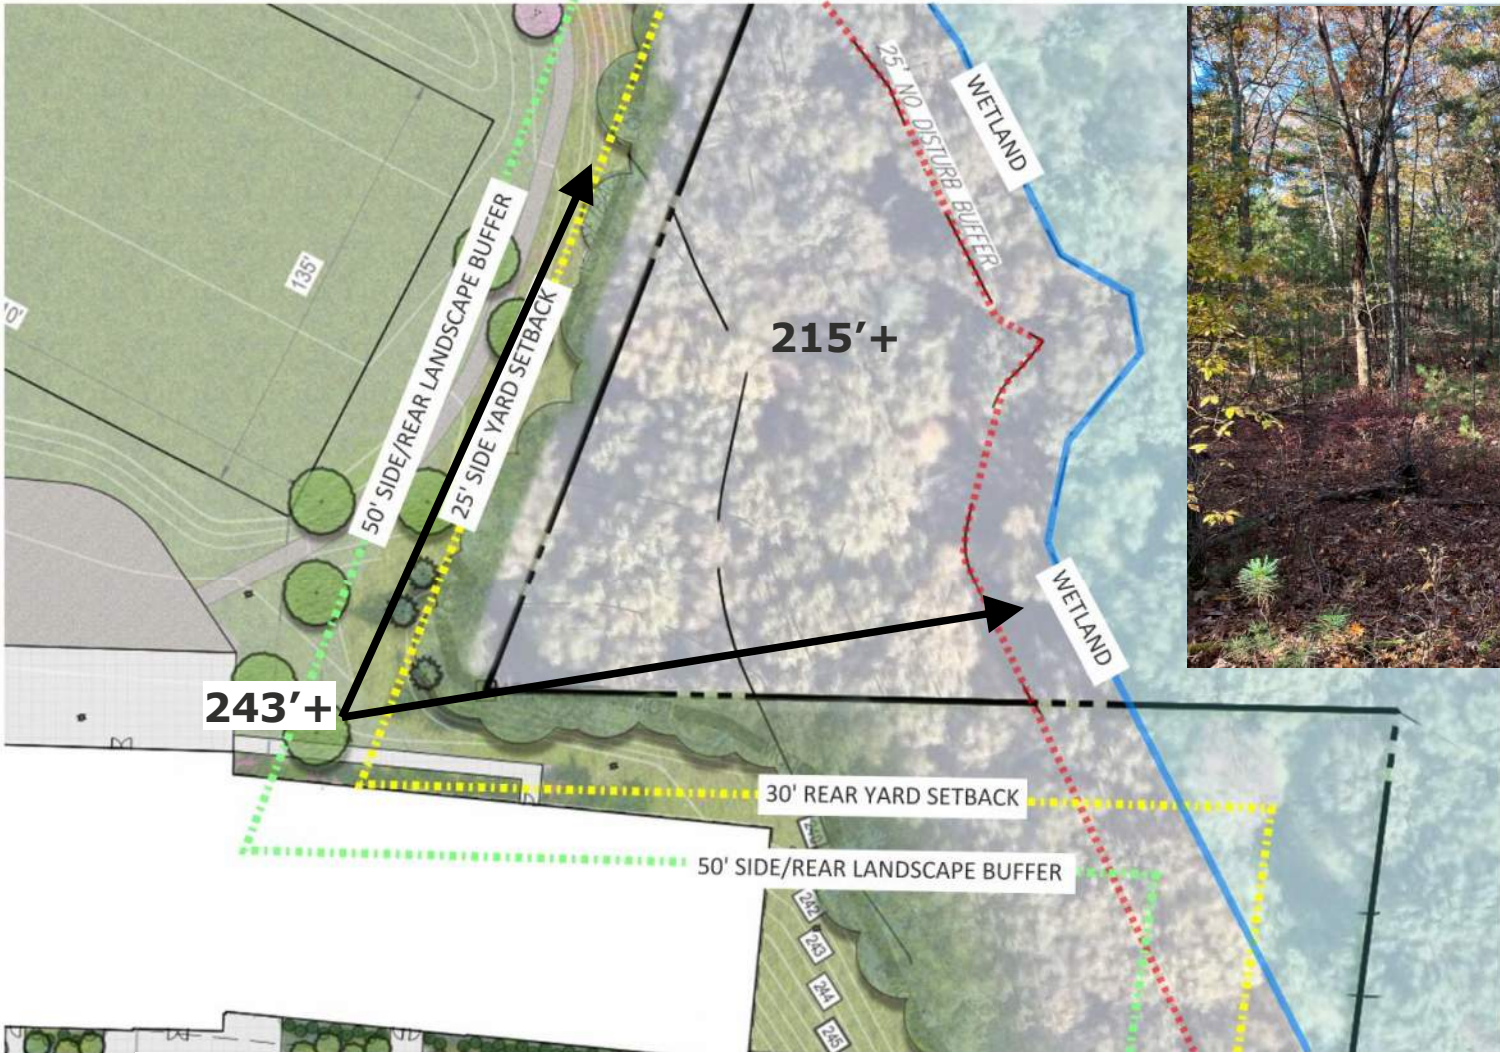 25' NO DISTURB BUFFER
WETLAND
50' SIDE/REAR LANDSCAPE BUFFER
135'
25' SIDE YARD SETBACK
215’+
WETLAND
243’+
30' REAR YARD SETBACK
240
50' SIDE/REAR LANDSCAPE BUFFER
242
243
244
245